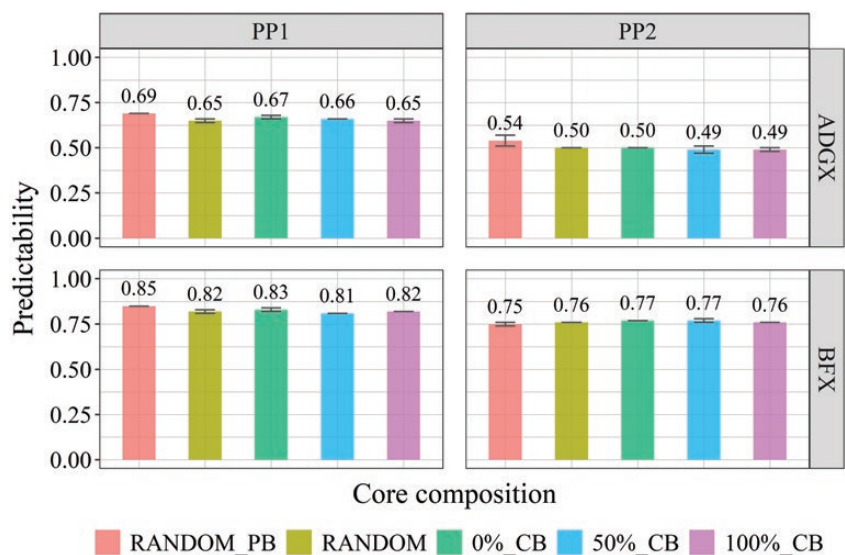 PP1 PP2
1.00
0.75
0.50
0.25
0.00
0.69 0.65 0.67 0.66 0.65
0.54 0.50 0.50 0.49 0.49
ADGX
Predictability
1.00
0.75
0.50
0.25
0.00
0.85 0.82 0.83 0.81 0.82
0.75 0.76 0.77 0.77 0.76
BFX
Core composition
RANDOM_PB RANDOM 0%_CB 50%_CB 100%_CB